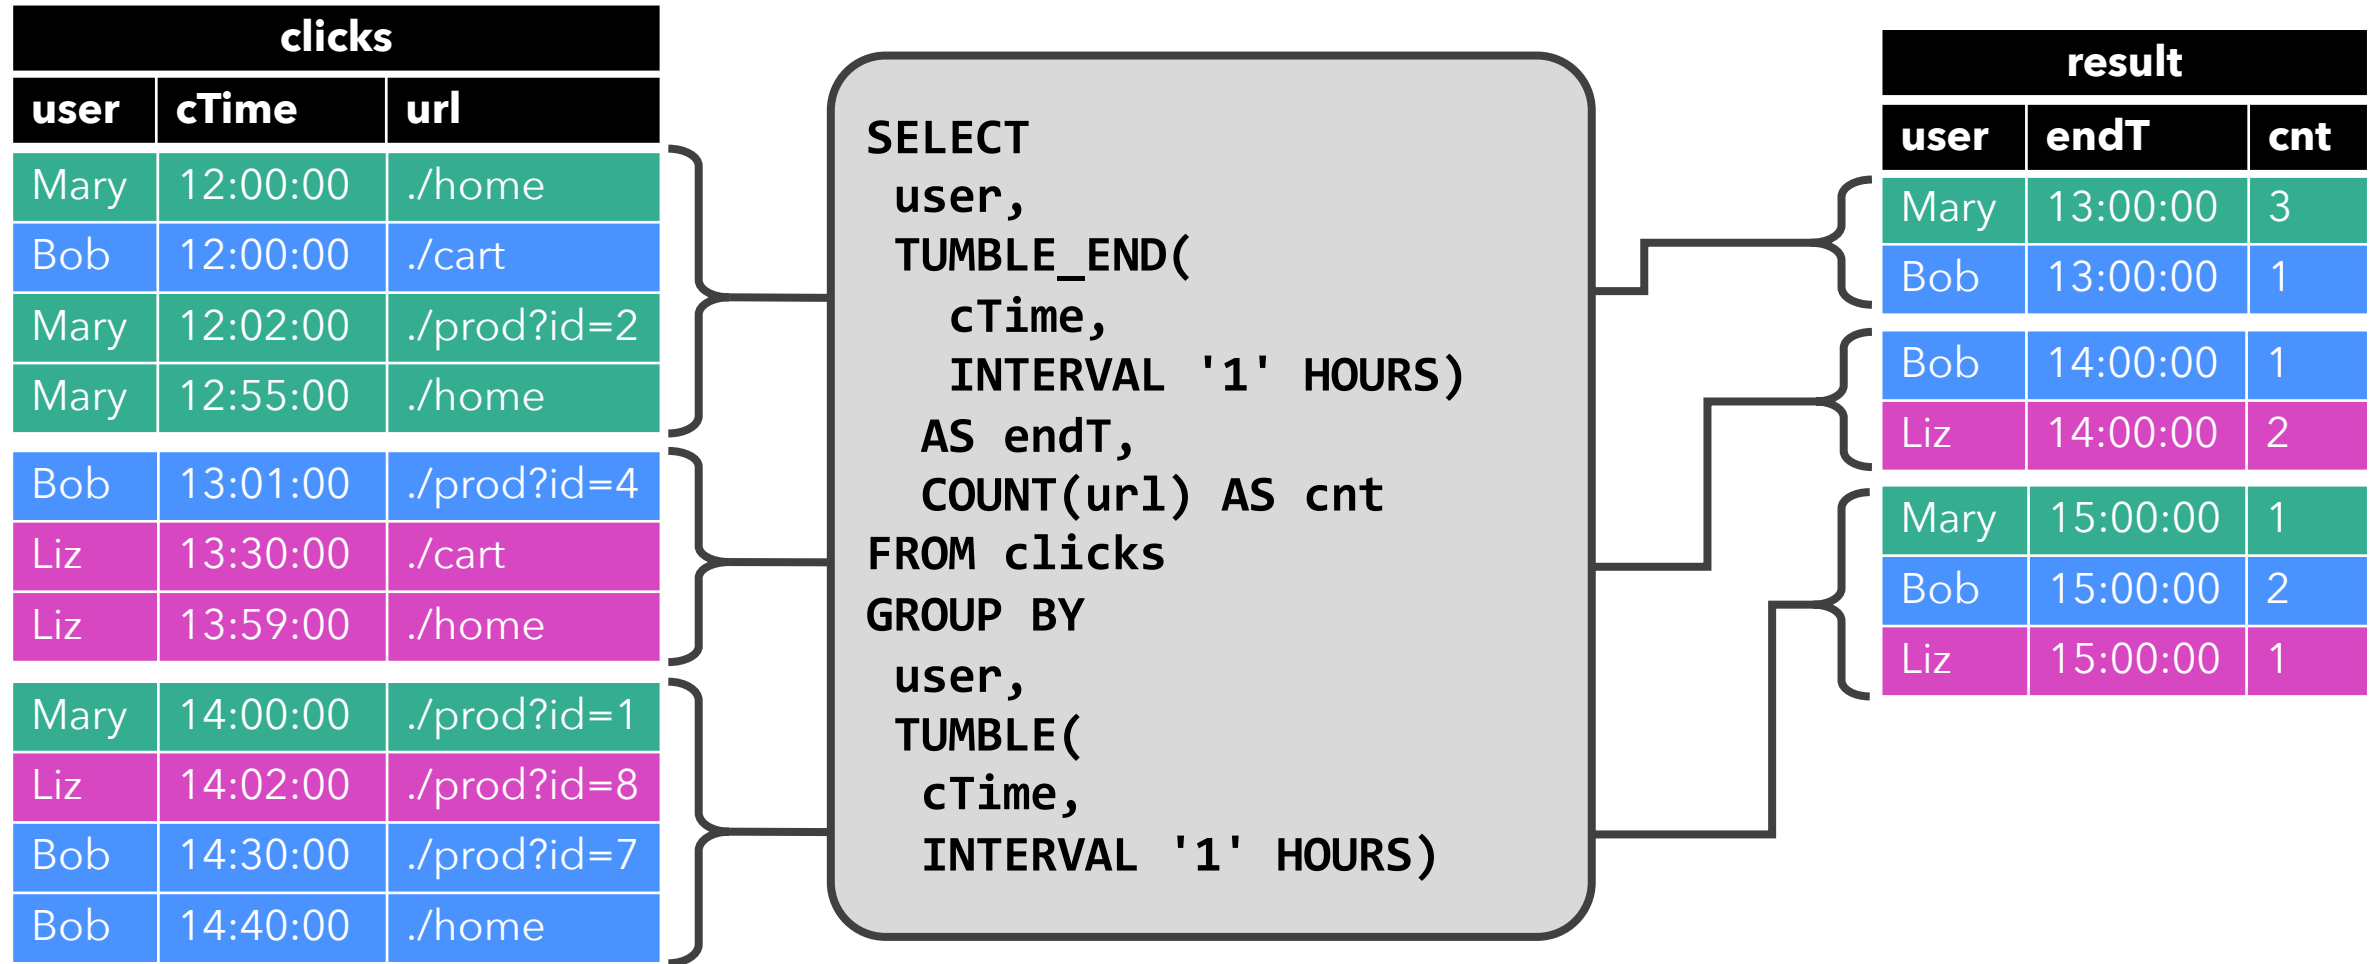 clicks
user cTime url
Mary 12:00:00 ./home
Bob 12:00:00 ./cart
Mary 12:02:00 ./prod?id=2
Mary 12:55:00 ./home
Bob 13:01:00 ./prod?id=4
Liz 13:30:00 ./cart
Liz 13:59:00 ./home
Mary 14:00:00 ./prod?id=1
Liz 14:02:00 ./prod?id=8
Bob 14:30:00 ./prod?id=7
Bob 14:40:00 ./home
SELECT
user,
TUMBLE_END(
cTime,
INTERVAL '1' HOURS)
AS endT,
COUNT(url) AS cnt
FROM clicks
GROUP BY
user,
TUMBLE(
cTime,
INTERVAL '1' HOURS)
result
user endT cnt
Mary 13:00:00 3
Bob 13:00:00 1
Bob 14:00:00 1
Liz 14:00:00 2
Mary 15:00:00 1
Bob 15:00:00 2
Liz 15:00:00 1